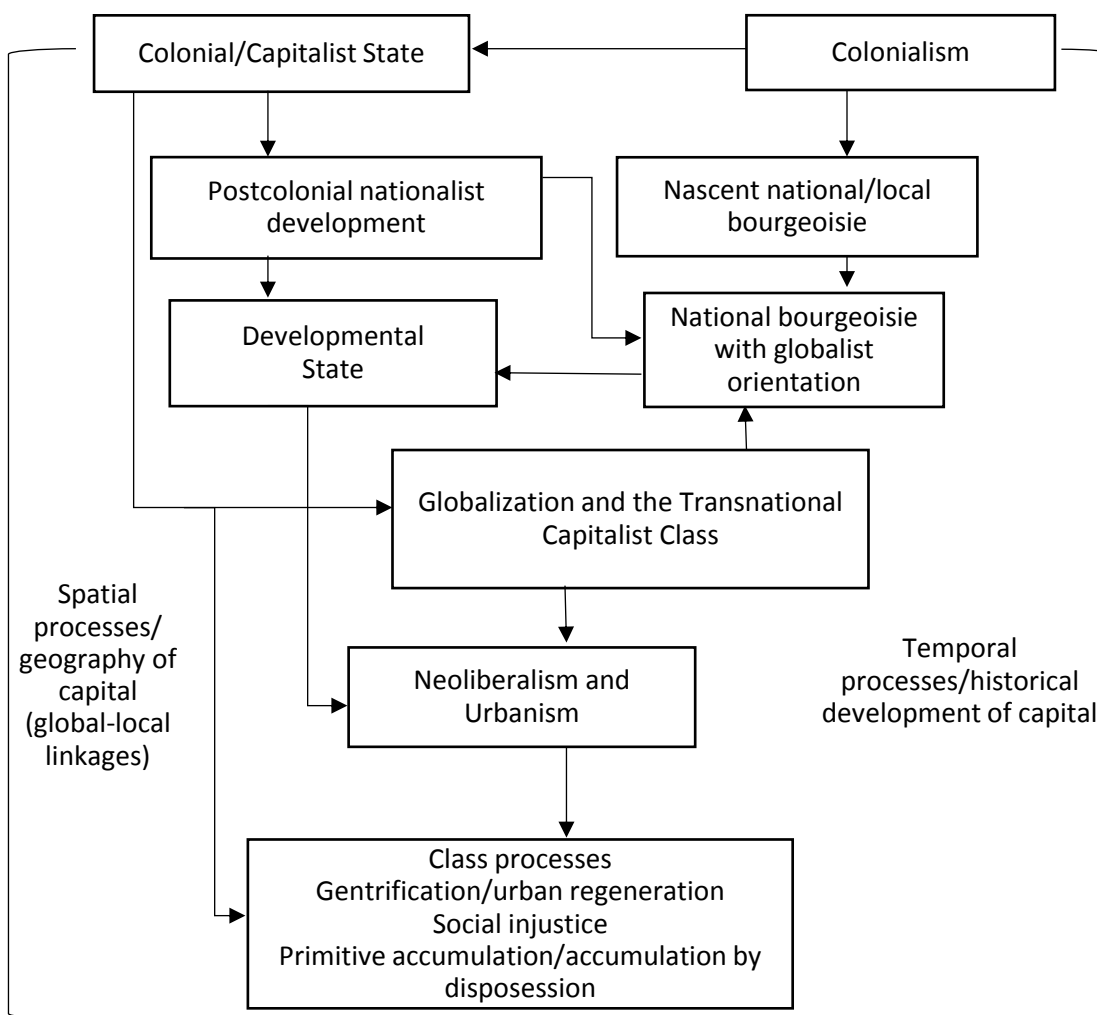 Colonial/Capitalist State
Colonialism
Postcolonial nationalist
development
Nascent national/local
bourgeoisie
Developmental
State
National bourgeoisie
with globalist
orientation
Globalization and the Transnational
Capitalist Class
Spatial
processes/
geography of
capital
(global-local
linkages)
Neoliberalism and
Urbanism
Temporal
processes/historical
development of capital
Class processes
Gentrification/urban regeneration
Social injustice
Primitive accumulation/accumulation by
disposession